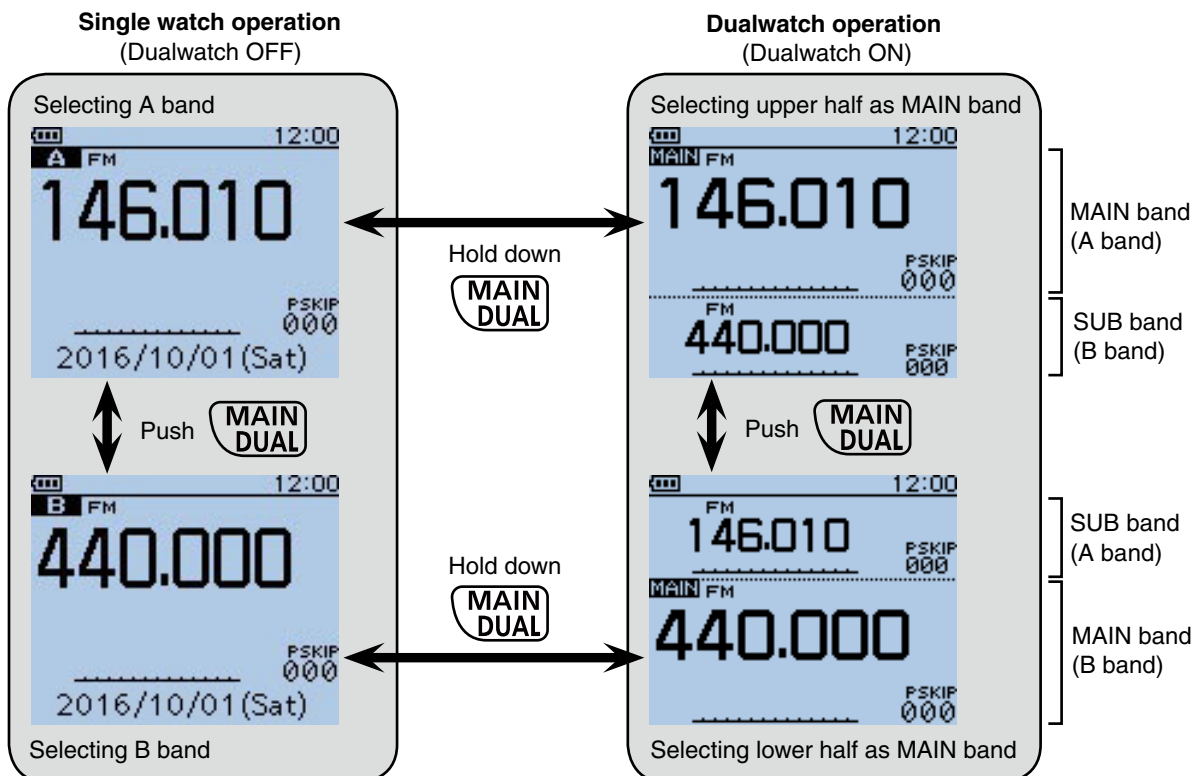 Single watch operation
(Dualwatch OFF)
Selecting A band
12:00
A FM
146.010
PSKIP
000
2016/10/01(Sat)
Push MAIN DUAL
12:00
B FM
440.000
PSKIP
000
2016/10/01(Sat)
Selecting B band
Hold down
MAIN
DUAL
Hold down
MAIN
DUAL
Dualwatch operation
(Dualwatch ON)
Selecting upper half as MAIN band
12:00
MAIN FM
146.010
PSKIP
000
FM
440.000
PSKIP
000
MAIN band
(A band)
SUB band
(B band)
Push MAIN DUAL
12:00
FM
146.010
PSKIP
000
MAIN FM
440.000
PSKIP
000
Selecting lower half as MAIN band
SUB band
(A band)
MAIN band
(B band)